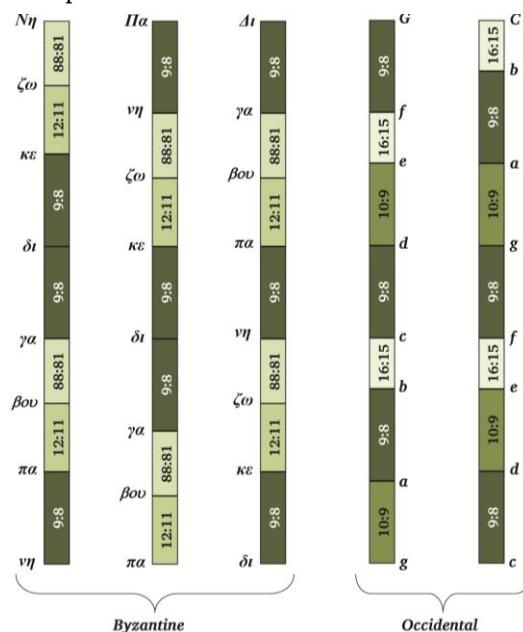 Νη
88:81
ζω
12:11
κε
9:8
δι
9:8
γα
88:81
βου
12:11
πα
9:8
νη
Πα
9:8
νη
88:81
ζω
12:11
κε
9:8
δι
9:8
γα
88:81
βου
12:11
πα
Δι
9:8
γα
88:81
βου
12:11
πα
9:8
νη
88:81
ζω
12:11
κε
9:8
δι
Byzantine
G
9:8
f
16:15
e
10:9
d
9:8
c
16:15
b
9:8
a
10:9
g
C
16:15
b
9:8
a
10:9
g
9:8
f
16:15
e
10:9
d
9:8
c
Occidental